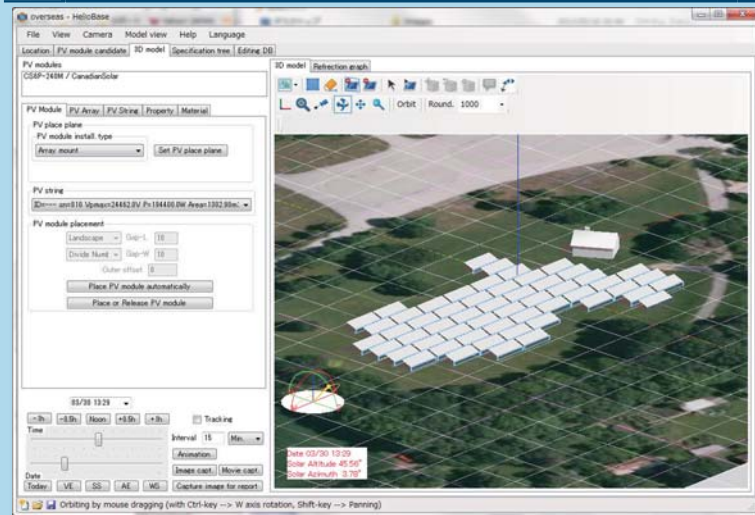 overseas - HelioBase
File View Camera Model view Help Language
Location PV module candidate 3D model Specification tree Editing DB
PV modules
CS6P-240M / CanadianSolar
3D model Refrection graph
Orbit Round. 1000
PV Module PV Array PV String Property Material
PV place plane
PV module install. type
Array mount Set PV place plane
PV string
PV module placement
Landscape Gap-L 10
Divide Numb Gap-W 10
Outer offset 0
Place PV module automatically
Place or Release PV module
03/30 13:29
-1h -0.5h Noon +0.5h +1h Tracking
Time
Interval 15 Min.
Animation
Image capt. Movie capt.
Date
Today VE SS AE WS Capture image for report
Date 03/30 13:29
Solar Altitude 45.56°
Solar Azimuth 3.78°
Orbiting by mouse dragging (with Ctrl-key --> W axis rotation, Shift-key --> Panning)